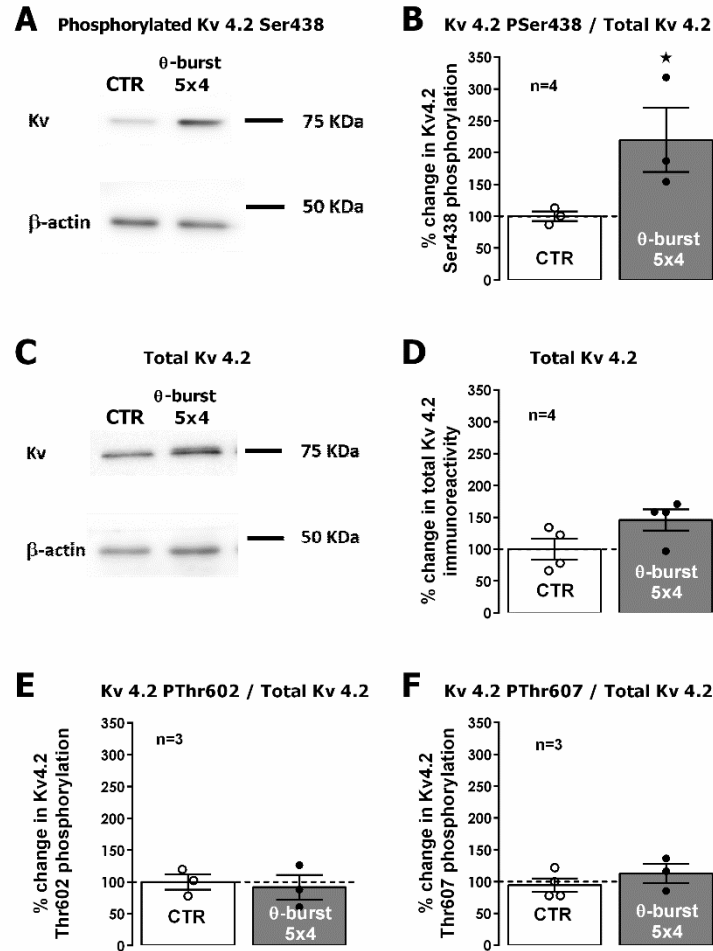 A Phosphorylated Kv 4.2 Ser438
θ-burst
CTR 5x4
Kv
75 KDa
50 KDa
β-actin
B Kv 4.2 PSer438 / Total Kv 4.2
% change in Kv4.2
Ser438 phosphorylation
350
300
250
200
150
100
50
0
n=4
★
CTR
θ-burst
5x4
C Total Kv 4.2
θ-burst
CTR 5x4
Kv
75 KDa
50 KDa
β-actin
D Total Kv 4.2
% change in total Kv 4.2
immunoreactivity
350
300
250
200
150
100
50
0
n=4
CTR
θ-burst
5x4
E Kv 4.2 PThr602 / Total Kv 4.2
% change in Kv4.2
Thr602 phosphorylation
350
300
250
200
150
100
50
0
n=3
CTR
θ-burst
5x4
F Kv 4.2 PThr607 / Total Kv 4.2
% change in Kv4.2
Thr607 phosphorylation
350
300
250
200
150
100
50
0
n=3
CTR
θ-burst
5x4